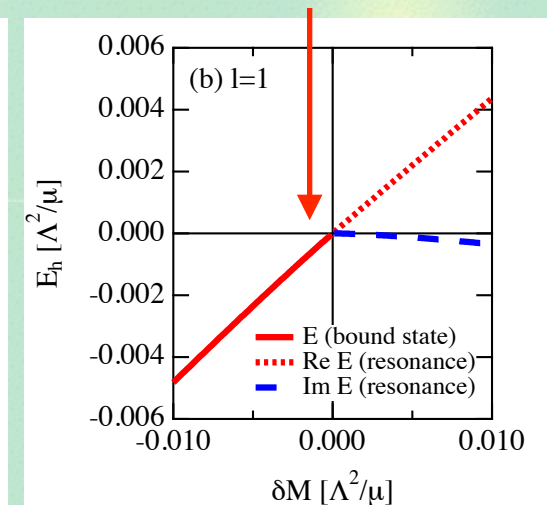 0.006
(b) l=1
0.004
0.002
0.000
-0.002
-0.004
-0.006
E_h [Λ²/μ]
E (bound state)
Re E (resonance)
Im E (resonance)
-0.010
0.000
0.010
δM [Λ²/μ]